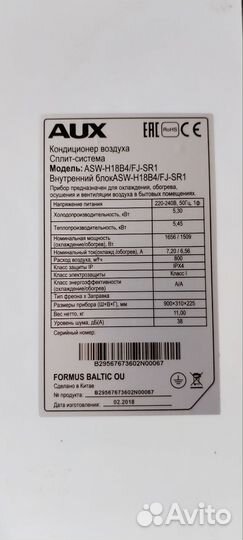 AUX
EAC RoHS
Кондиционер воздуха
Сплит-система
Модель: ASW-H18B4/FJ-SR1
Внутренний блокASW-H18B4/FJ-SR1
Прибор предназначен для охлаждения, обогрева,
осушения и вентиляции воздуха в бытовых помещениях.
Напряжение питания 220-240В, 50Гц, 1ф
Холодопроизводительность, кВт 5,30
Теплопроизводительность, кВт 5,45
Номинальная мощность (охлаждение/обогрев), Вт 1656 / 1509
Номинальный ток(охлажд./обогрев), А 7,20 / 6,56
Расход воздуха, м³/ч 800
Класс защиты IP IPX4
Класс электрозащиты Класс I
Класс энергоэффективности (охлаждение/обогрев) A/A
Тип фреона х Заправка
Размеры прибора (Ш×В×Г), мм 900×310×225
Вес нетто, кг 11,00
Уровень шума, дБ(А) 38
Серийный номер:
B29567673602N00067
FORMUS BALTIC OU
Сделано в Китае
№ продукта: B29567673602N00067
Дата изготовления: 02.2018
Avito